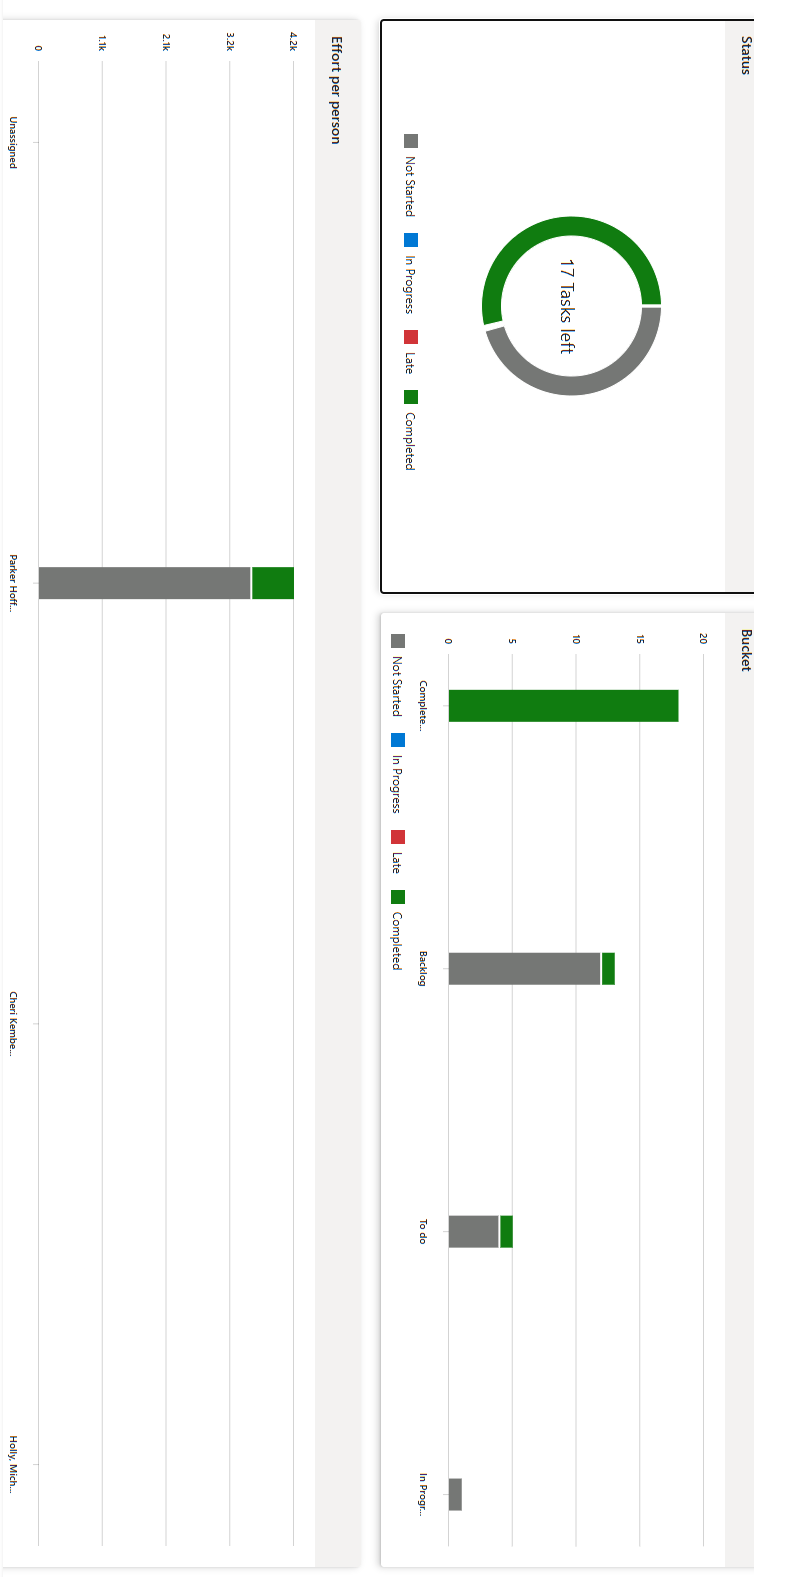 Status
17 Tasks left
Not Started
In Progress
Late
Completed
Bucket
20
15
10
5
0
Complete...
Backlog
To do
In Progr...
Not Started
In Progress
Late
Completed
Effort per person
4.2k
3.2k
2.1k
1.1k
0
Unassigned
Parker Hoff...
Cheri Kembe...
Holly, Mich...